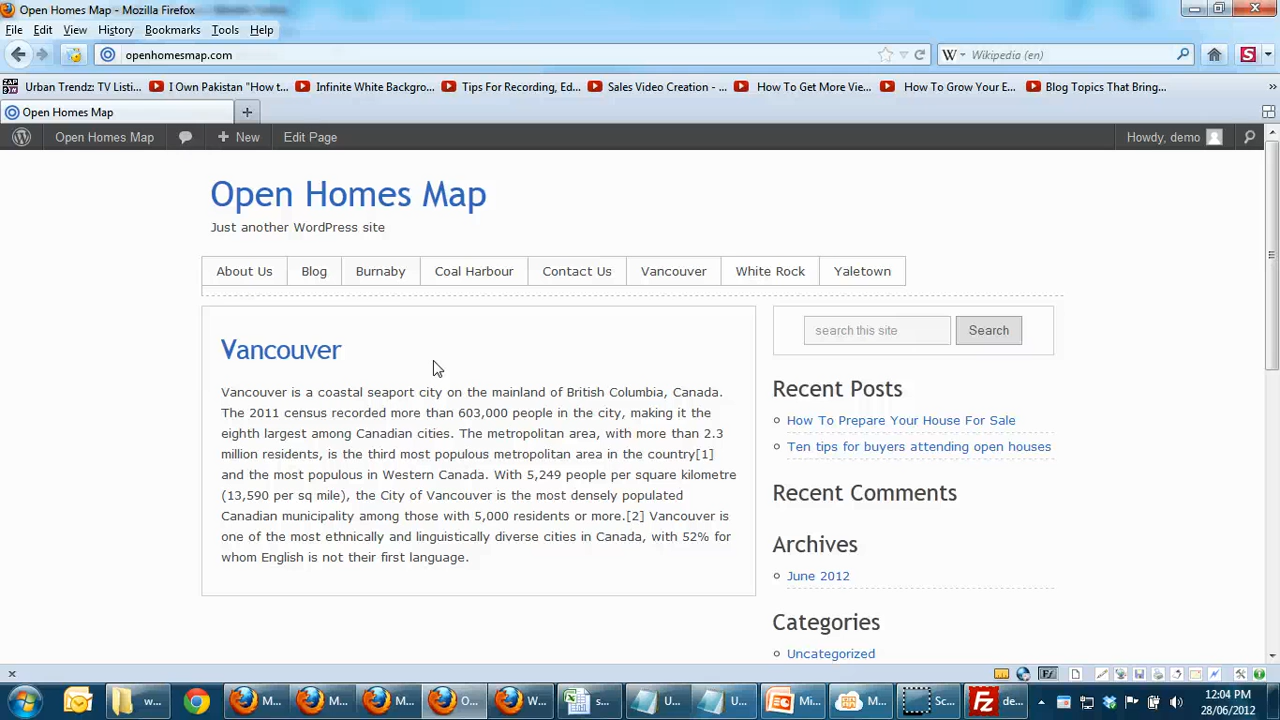 Open Homes Map - Mozilla Firefox
File Edit View History Bookmarks Tools Help
openhomesmap.com
Wikipedia (en)
Urban Trendz: TV Listi... I Own Pakistan "How t... Infinite White Backgro... Tips For Recording, Ed... Sales Video Creation - ... How To Get More Vie... How To Grow Your E... Blog Topics That Bring... »
Open Homes Map +
Open Homes Map + New Edit Page Howdy, demo
Open Homes Map
Just another WordPress site
About Us Blog Burnaby Coal Harbour Contact Us Vancouver White Rock Yaletown
Vancouver
Vancouver is a coastal seaport city on the mainland of British Columbia, Canada.
The 2011 census recorded more than 603,000 people in the city, making it the
eighth largest among Canadian cities. The metropolitan area, with more than 2.3
million residents, is the third most populous metropolitan area in the country[1]
and the most populous in Western Canada. With 5,249 people per square kilometre
(13,590 per sq mile), the City of Vancouver is the most densely populated
Canadian municipality among those with 5,000 residents or more.[2] Vancouver is
one of the most ethnically and linguistically diverse cities in Canada, with 52% for
whom English is not their first language.
search this site Search
Recent Posts
How To Prepare Your House For Sale
Ten tips for buyers attending open houses
Recent Comments
Archives
June 2012
Categories
Uncategorized
w... M... M... M... O... W... s... U... U... Mi... M... Sc... de...
12:04 PM
28/06/2012